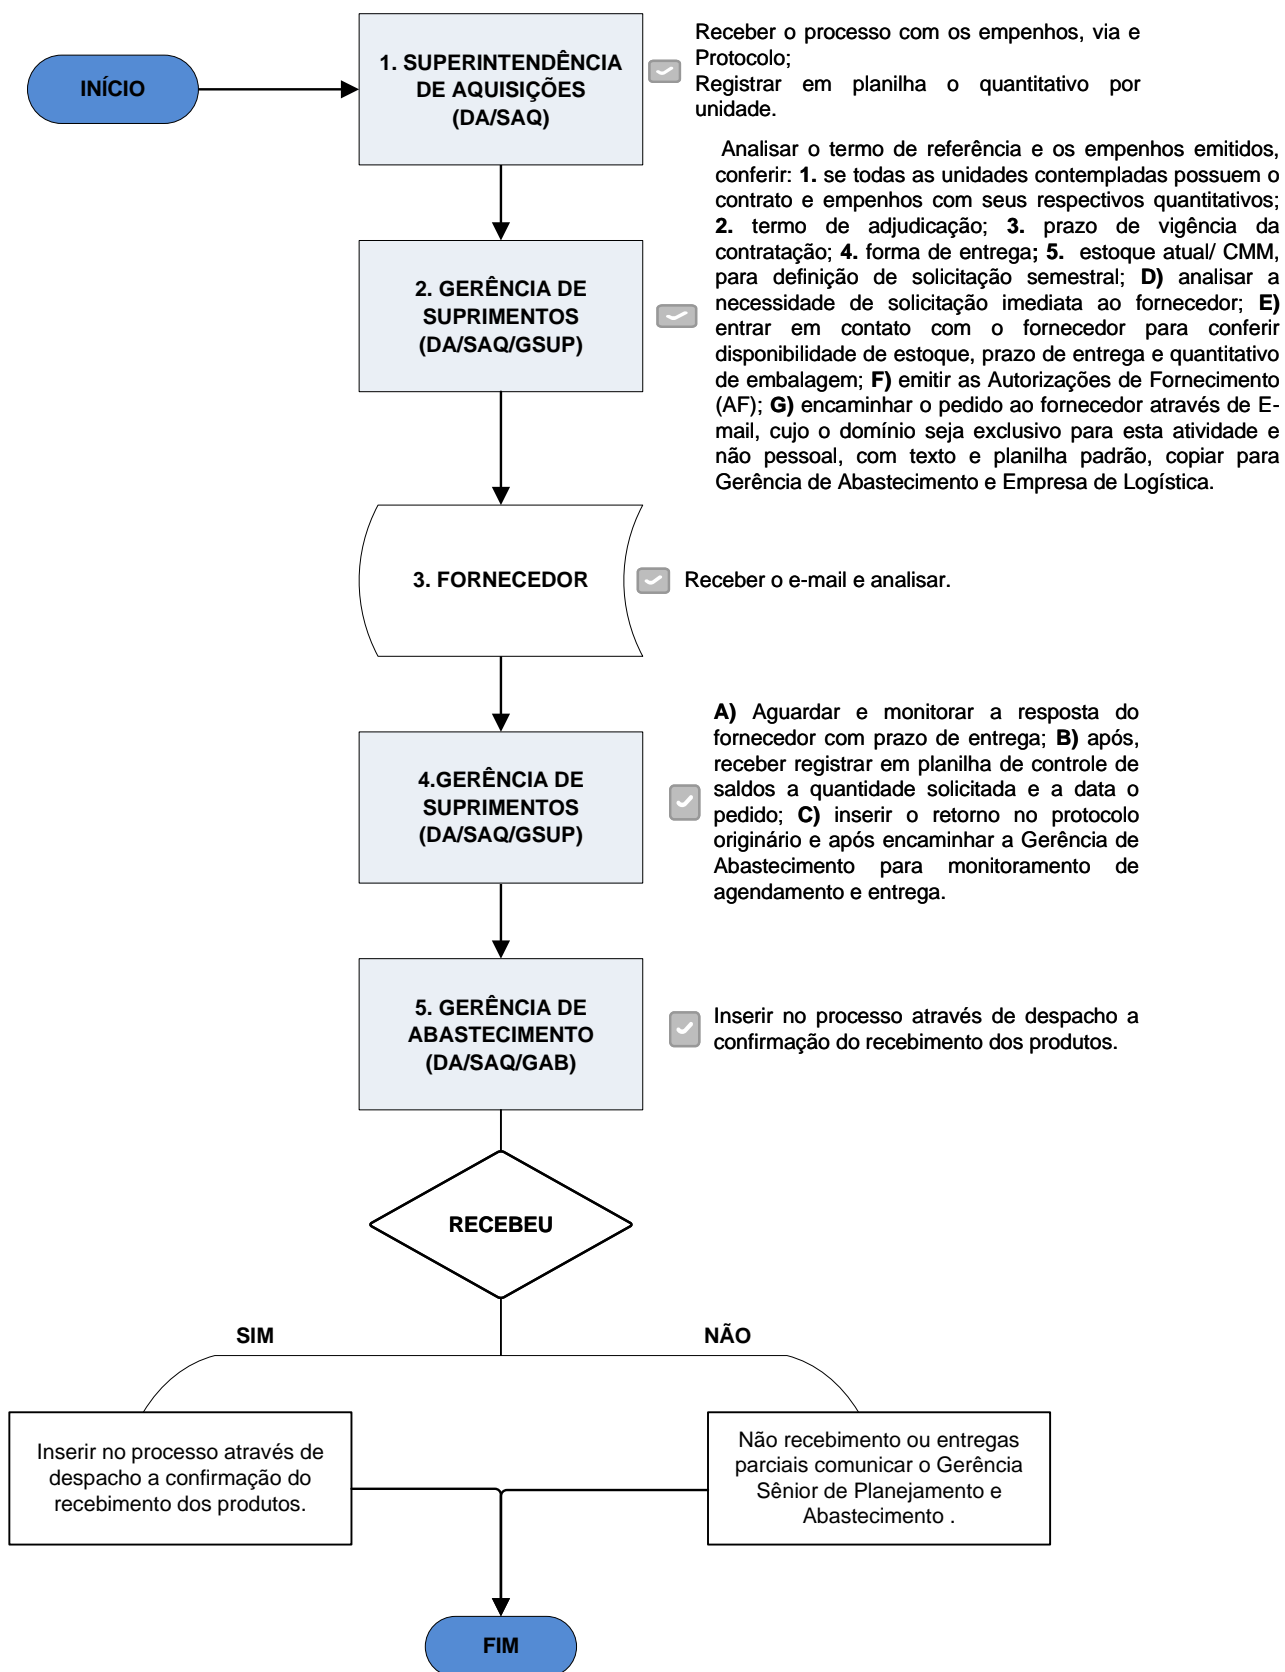 INÍCIO
1. SUPERINTENDÊNCIA
DE AQUISIÇÕES
(DA/SAQ)
Receber o processo com os empenhos, via e
Protocolo;
Registrar em planilha o quantitativo por
unidade.
Analisar o termo de referência e os empenhos emitidos,
conferir: 1. se todas as unidades contempladas possuem o
contrato e empenhos com seus respectivos quantitativos;
2. termo de adjudicação; 3. prazo de vigência da
contratação; 4. forma de entrega; 5. estoque atual/ CMM,
para definição de solicitação semestral; D) analisar a
necessidade de solicitação imediata ao fornecedor; E)
entrar em contato com o fornecedor para conferir
disponibilidade de estoque, prazo de entrega e quantitativo
de embalagem; F) emitir as Autorizações de Fornecimento
(AF); G) encaminhar o pedido ao fornecedor através de E-
mail, cujo o domínio seja exclusivo para esta atividade e
não pessoal, com texto e planilha padrão, copiar para
Gerência de Abastecimento e Empresa de Logística.
2. GERÊNCIA DE
SUPRIMENTOS
(DA/SAQ/GSUP)
3. FORNECEDOR
Receber o e-mail e analisar.
4.GERÊNCIA DE
SUPRIMENTOS
(DA/SAQ/GSUP)
A) Aguardar e monitorar a resposta do
fornecedor com prazo de entrega; B) após,
receber registrar em planilha de controle de
saldos a quantidade solicitada e a data o
pedido; C) inserir o retorno no protocolo
originário e após encaminhar a Gerência de
Abastecimento para monitoramento de
agendamento e entrega.
5. GERÊNCIA DE
ABASTECIMENTO
(DA/SAQ/GAB)
Inserir no processo através de despacho a
confirmação do recebimento dos produtos.
RECEBEU
SIM
NÃO
Inserir no processo através de
despacho a confirmação do
recebimento dos produtos.
Não recebimento ou entregas
parciais comunicar o Gerência
Sênior de Planejamento e
Abastecimento .
FIM